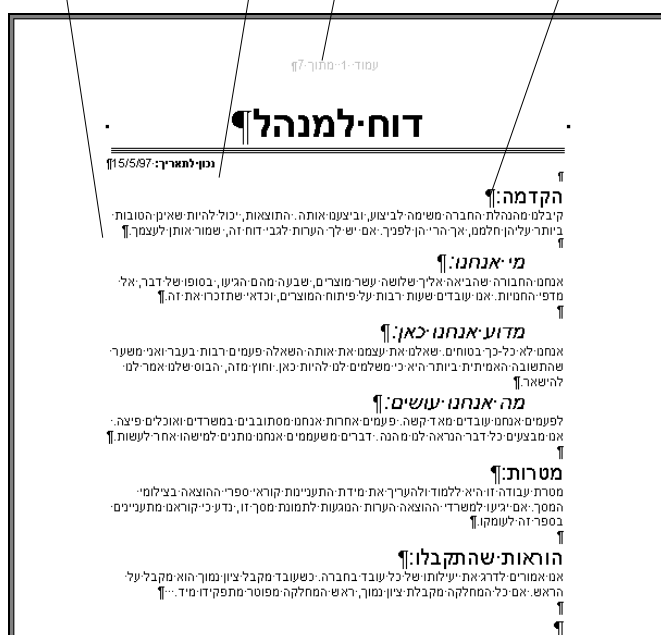 עמוד 1 מתוך 7
דוח למנהל
נכון לתאריך: 15/5/97
הקדמה:
קיבלנו מהנהלת החברה משימה לביצוע, וביצענו אותה. התוצאות, יכול להיות שאינן הטובות
ביותר עליהן חלמנו, אך הרי הן לפניך. אם יש לך הערות לגבי דוח זה, שמור אותן לעצמך.
מי אנחנו:
אנחנו החבורה שהביאה אליך שלושה עשר מוצרים, שבעה מהם הגיעו, בסופו של דבר, אל
מדפי החנויות. אנו עובדים שעות רבות על פיתוח המוצרים, וכדאי שתזכרו את זה.
מדוע אנחנו כאן:
אנחנו לא כל-כך בטוחים. שאלנו את עצמנו את אותה השאלה פעמים רבות בעבר ואני משער
שהתשובה האמיתית ביותר היא כי משלמים לנו להיות כאן. וחוץ מזה, הבוס שלנו אמר לנו
להישאר.
מה אנחנו עושים:
לפעמים אנחנו עובדים מאד קשה. פעמים אחרות אנחנו מסתובבים במשרדים ואוכלים פיצה.
אנו מבצעים כל דבר הנראה לנו מהנה. דברים משעממים אנחנו נותנים למישהו אחר לעשות.
מטרות:
מטרת עבודה זו היא ללמוד ולהעריך את מידת התעניינות קוראי ספרי ההוצאה בצילומי
המסך. אם יגיעו למשרדי ההוצאה הערות הנוגעות לתמונת מסך זו, נדע כי קוראנו מתעניינים
בספר זה לעומקו.
הוראות שהתקבלו:
אנו אמורים לדרג את יעילותו של כל עובד בחברה. כשעובד מקבל ציון נמוך הוא מקבל על
הראש. אם כל המחלקה מקבלת ציון נמוך, ראש המחלקה מפוטר מתפקידו מיד.